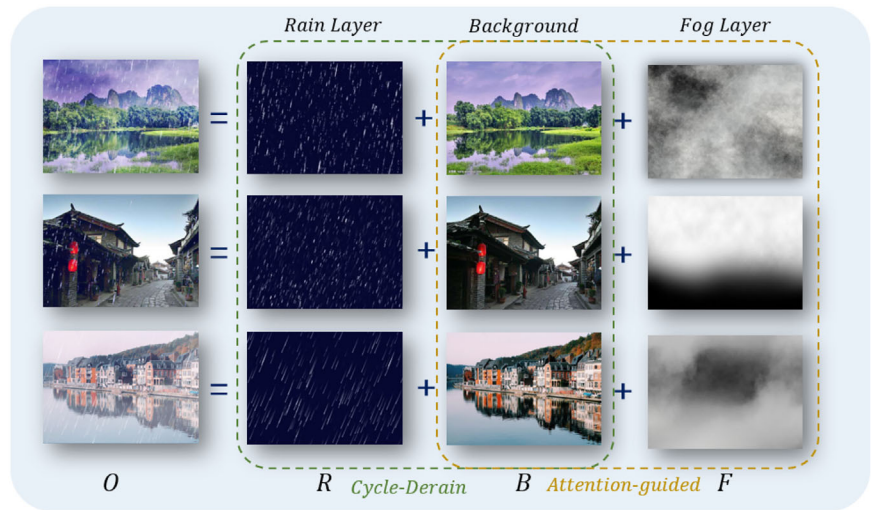 Rain Layer Background Fog Layer
= + +
= + +
= + +
O R Cycle-Derain B Attention-guided F